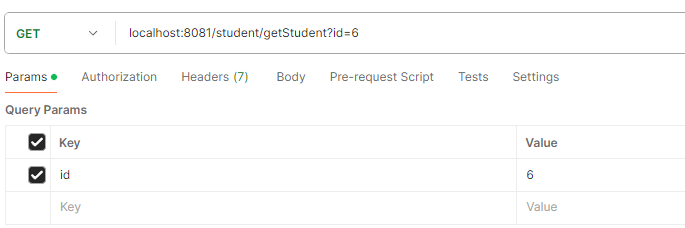 GET localhost:8081/student/getStudent?id=6
Params Authorization Headers (7) Body Pre-request Script Tests Settings
Query Params
Key Value
id 6
Key Value